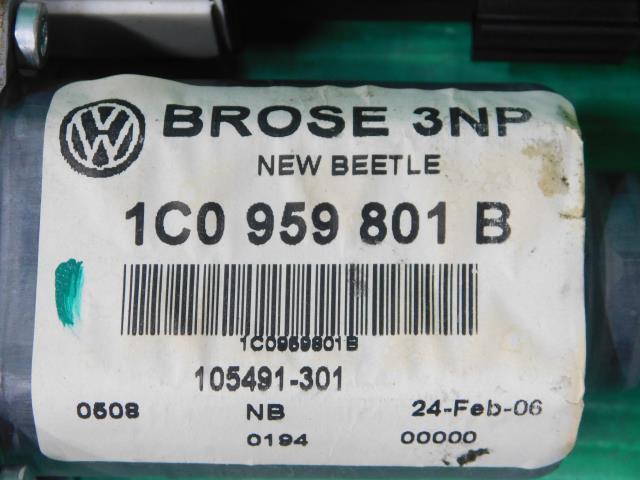 BROSE 3NP
NEW BEETLE
1C0 959 801 B
1C0959801B
105491-301
0508 NB 24-Feb-06
0194 00000